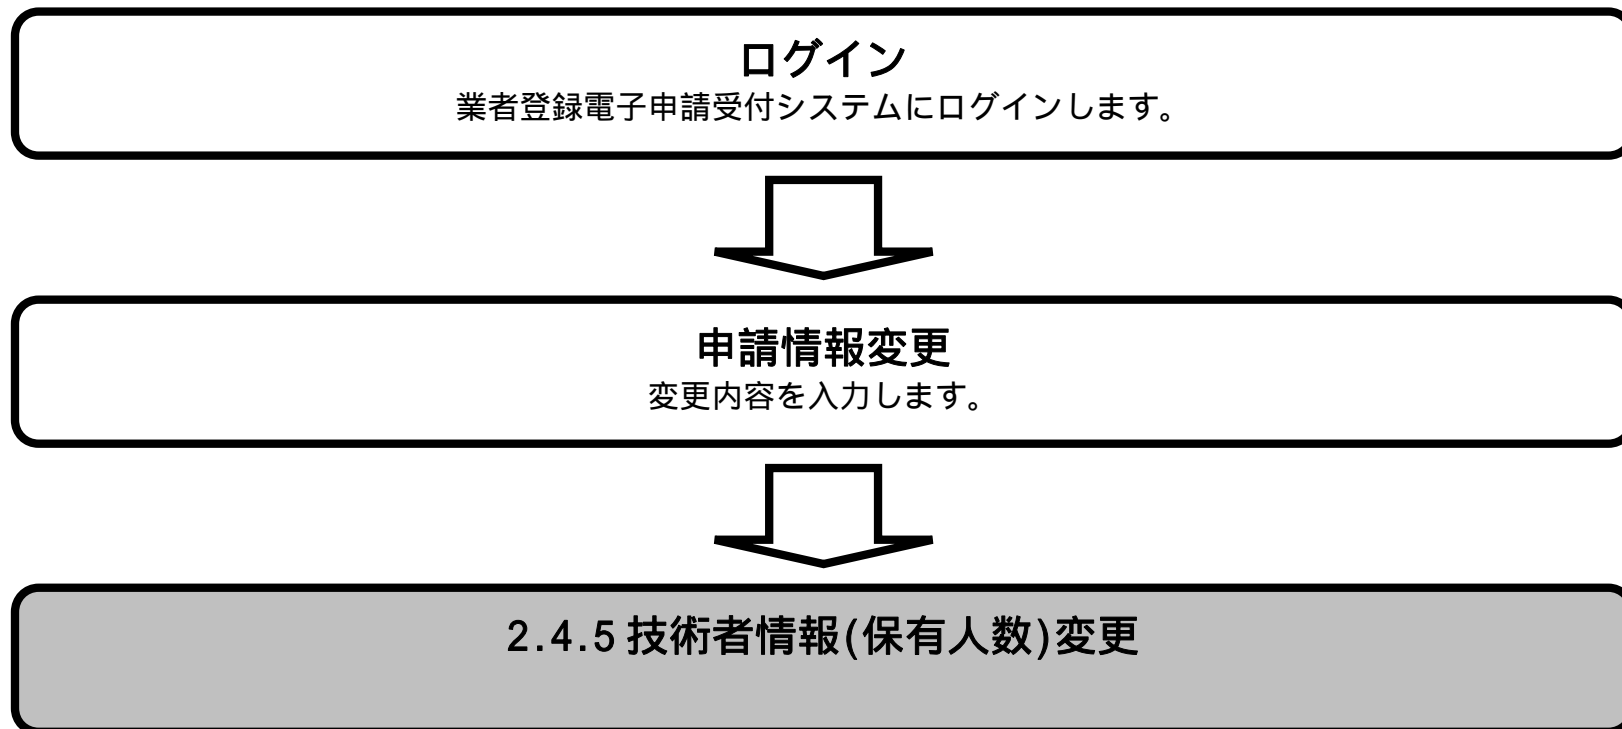 ログイン
業者登録電子申請受付システムにログインします。
申請情報変更
変更内容を入力します。
2.4.5 技術者情報(保有人数)変更